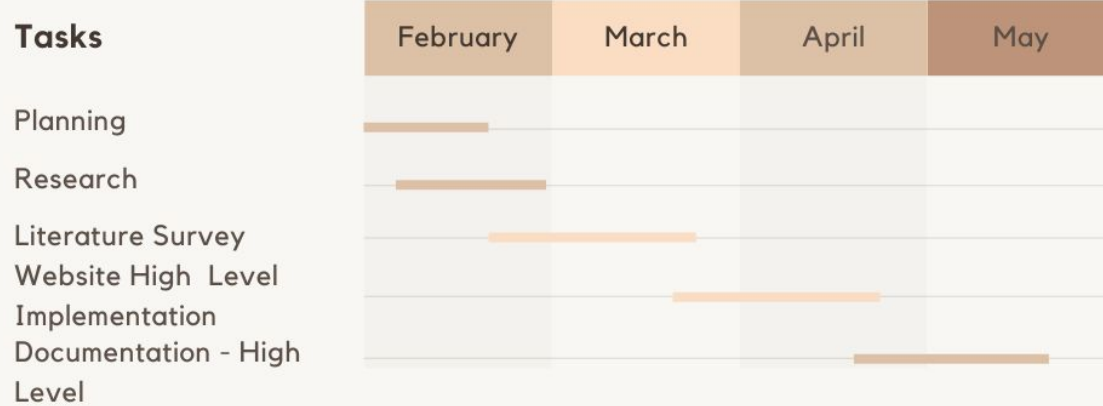 Tasks February March April May
Planning
Research
Literature Survey
Website High Level
Implementation
Documentation - High
Level